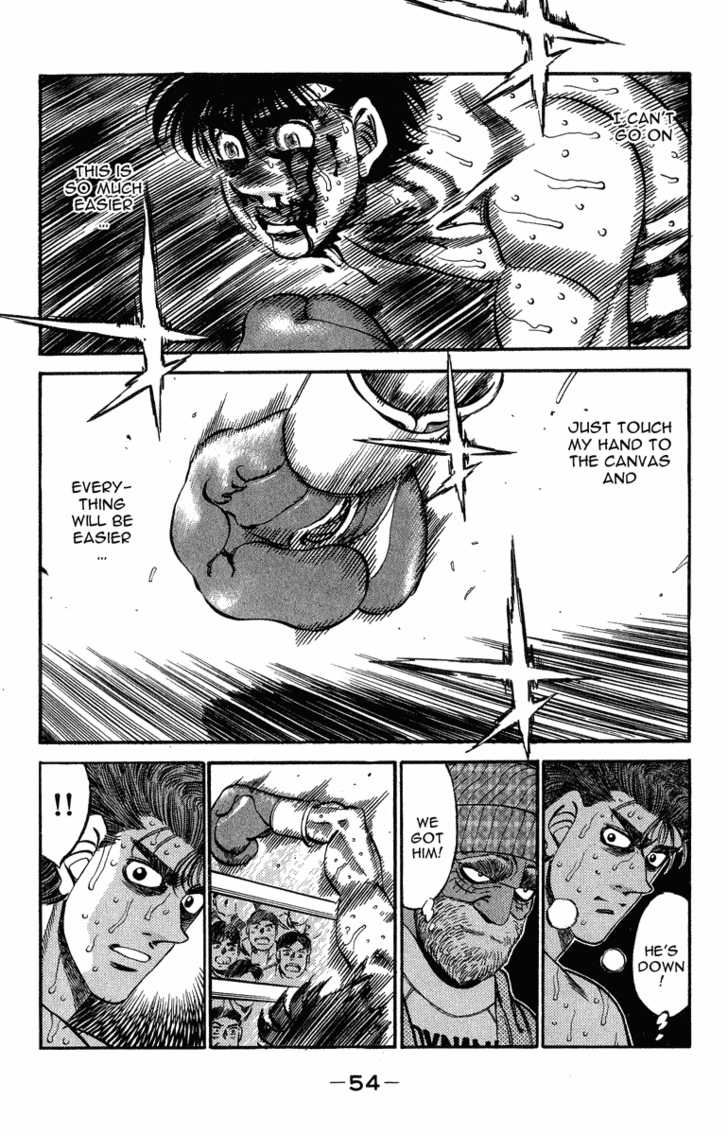 I CAN'T
GO ON
THIS IS
SO MUCH
EASIER
...
JUST TOUCH
MY HAND TO
THE CANVAS
AND
EVERY-
THING
WILL BE
EASIER
...
HE'S
DOWN
!
WE
GOT
HIM!
!!
-54-